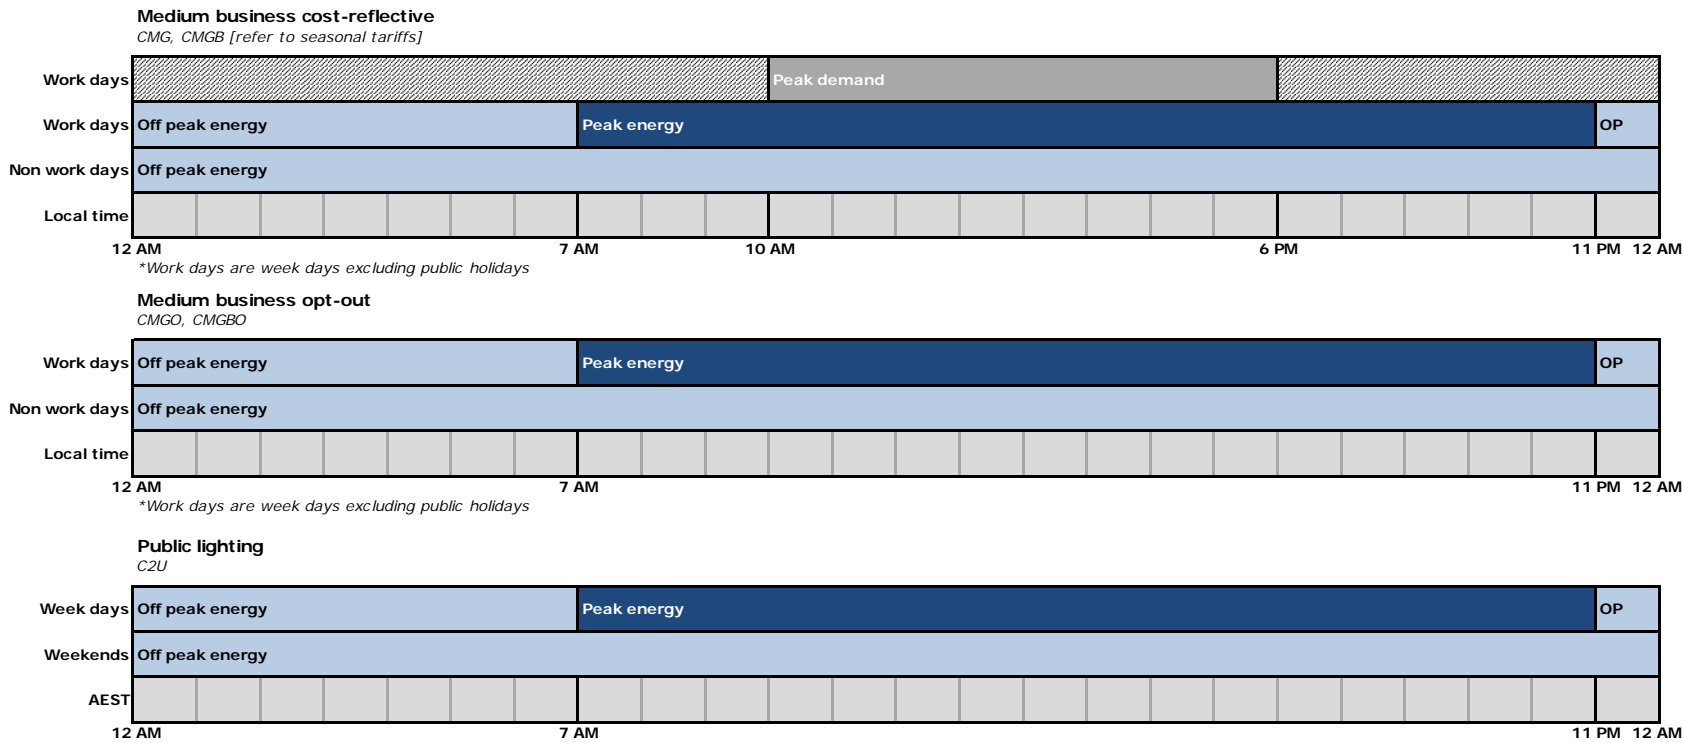 Medium business cost-reflective
CMG, CMGB [refer to seasonal tariffs]
Work days Peak demand
Work days Off peak energy Peak energy OP
Non work days Off peak energy
Local time
12 AM 7 AM 10 AM 6 PM 11 PM 12 AM
*Work days are week days excluding public holidays
Medium business opt-out
CMGO, CMGBO
Work days Off peak energy Peak energy OP
Non work days Off peak energy
Local time
12 AM 7 AM 11 PM 12 AM
*Work days are week days excluding public holidays
Public lighting
C2U
Week days Off peak energy Peak energy OP
Weekends Off peak energy
AEST
12 AM 7 AM 11 PM 12 AM